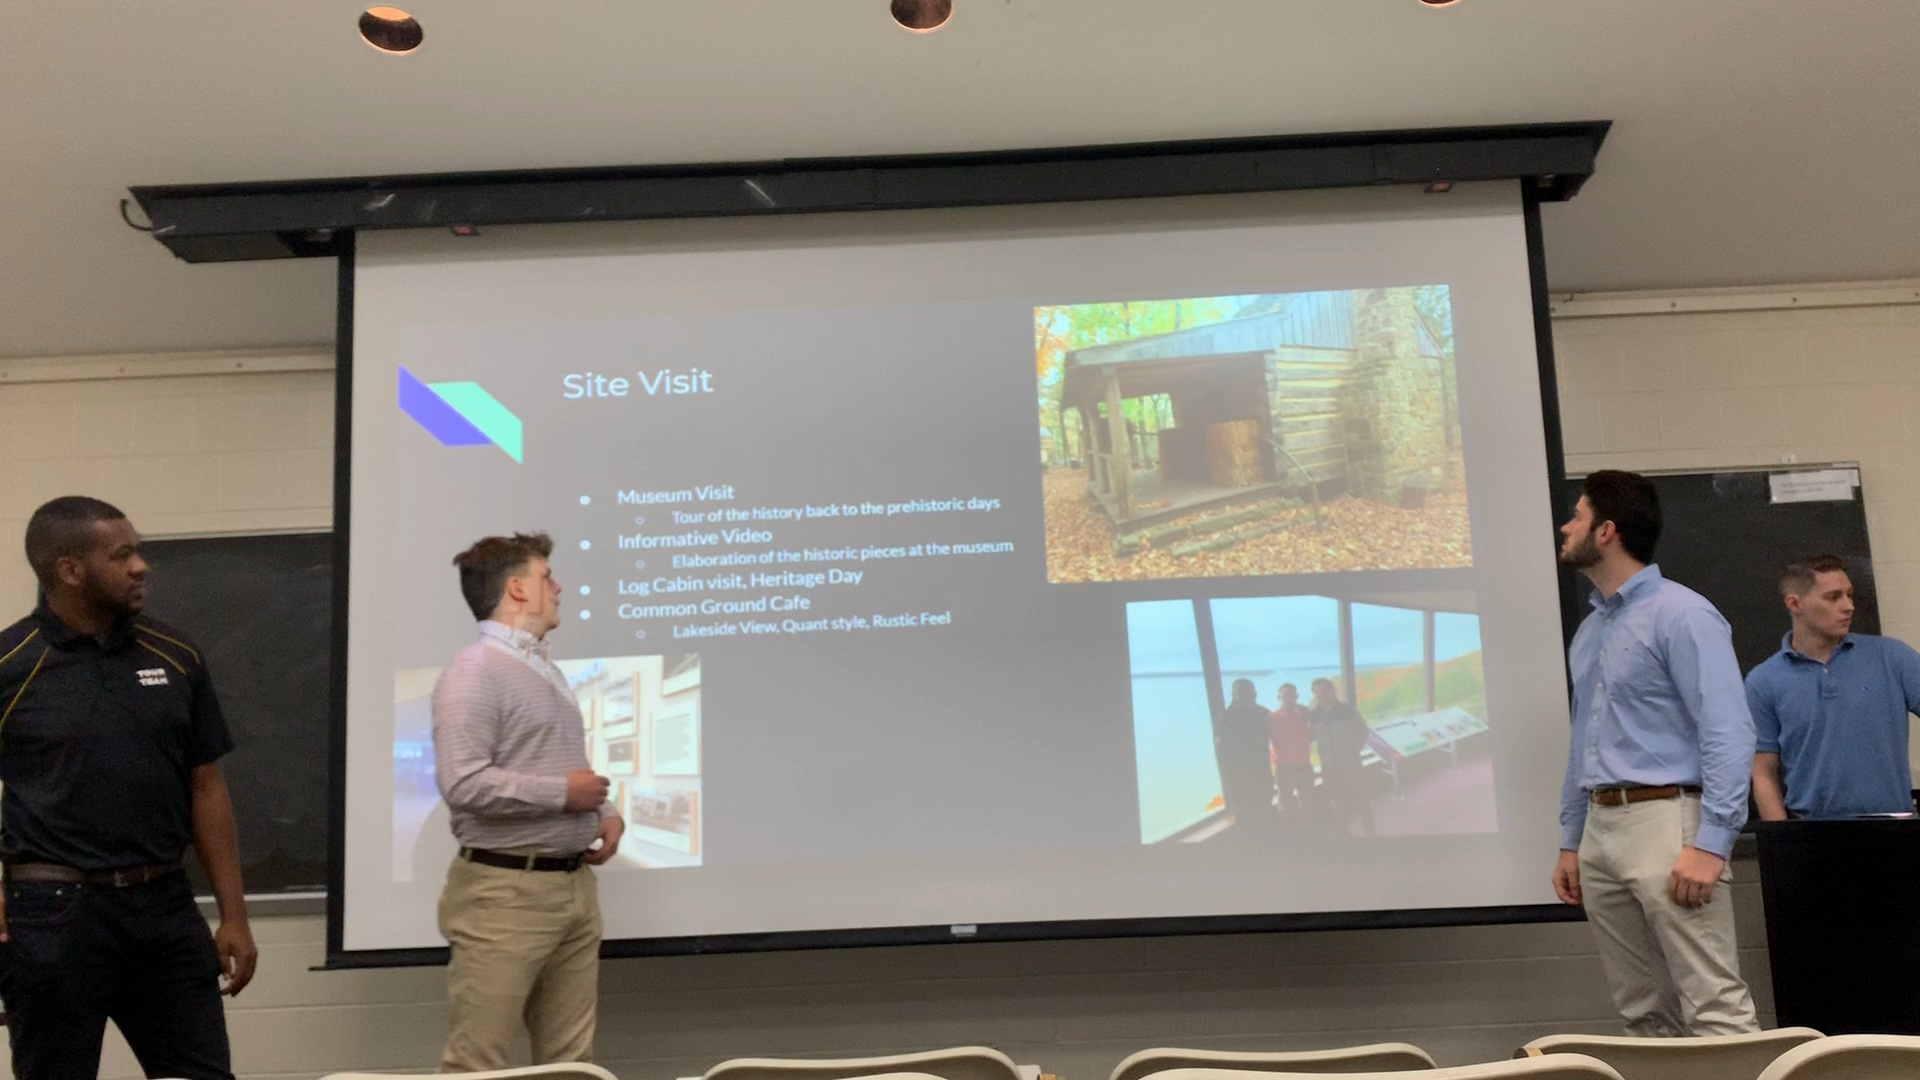 Site Visit
Museum Visit
Tour of the history back to the prehistoric days
Informative Video
Elaboration of the historic pieces at the museum
Log Cabin visit, Heritage Day
Common Ground Cafe
Lakeside View, Quant style, Rustic Feel
TOUR
TEAM